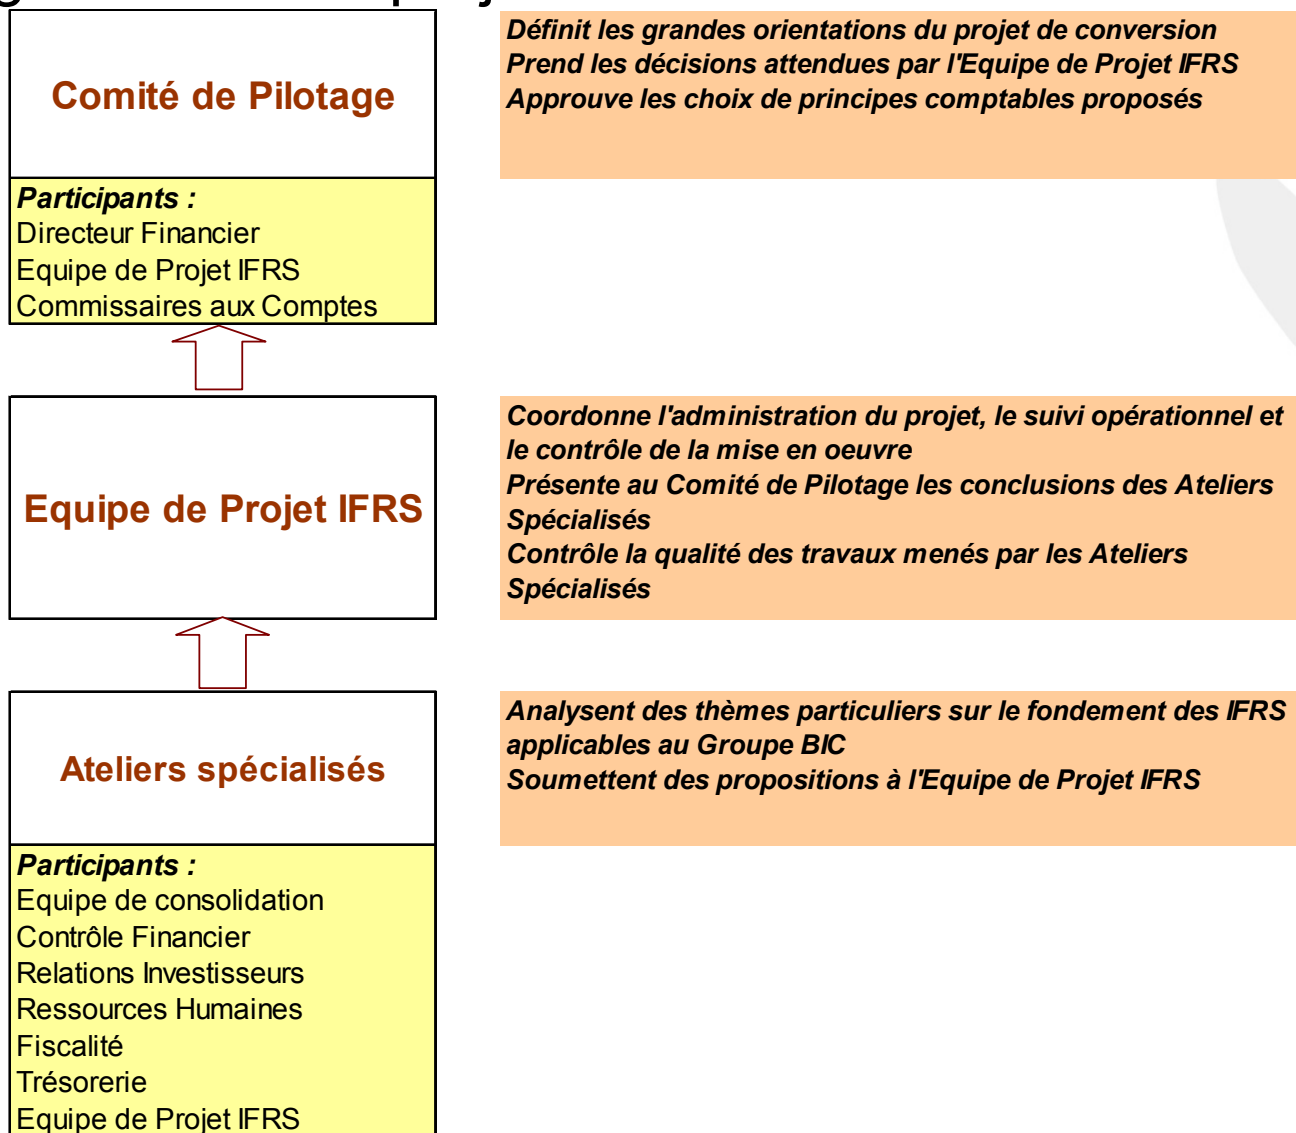 Comité de Pilotage
Définit les grandes orientations du projet de conversion
Prend les décisions attendues par l'Equipe de Projet IFRS
Approuve les choix de principes comptables proposés
Participants :
Directeur Financier
Equipe de Projet IFRS
Commissaires aux Comptes
Equipe de Projet IFRS
Coordonne l'administration du projet, le suivi opérationnel et
le contrôle de la mise en oeuvre
Présente au Comité de Pilotage les conclusions des Ateliers
Spécialisés
Contrôle la qualité des travaux menés par les Ateliers
Spécialisés
Ateliers spécialisés
Analysent des thèmes particuliers sur le fondement des IFRS
applicables au Groupe BIC
Soumettent des propositions à l'Equipe de Projet IFRS
Participants :
Equipe de consolidation
Contrôle Financier
Relations Investisseurs
Ressources Humaines
Fiscalité
Trésorerie
Equipe de Projet IFRS